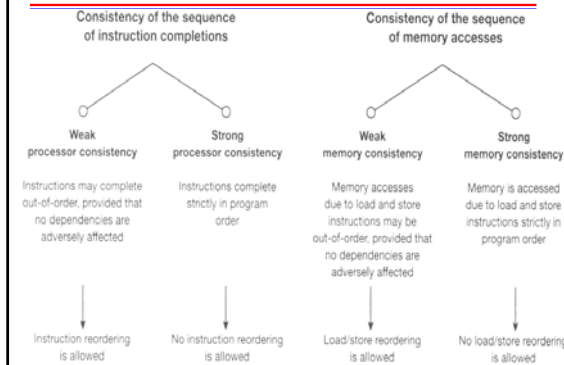 Consistency of the sequence
of instruction completions
Consistency of the sequence
of memory accesses
Weak
processor consistency
Strong
processor consistency
Weak
memory consistency
Strong
memory consistency
Instructions may complete
out-of-order, provided that
no dependencies are
adversely affected
Instructions complete
strictly in program
order
Memory accesses
due to load and store
instructions may be
out-of-order, provided that
no dependencies are
adversely affected
Memory is accessed
due to load and store
instructions strictly in
program order
Instruction reordering
is allowed
No instruction reordering
is allowed
Load/store reordering
is allowed
No load/store reordering
is allowed